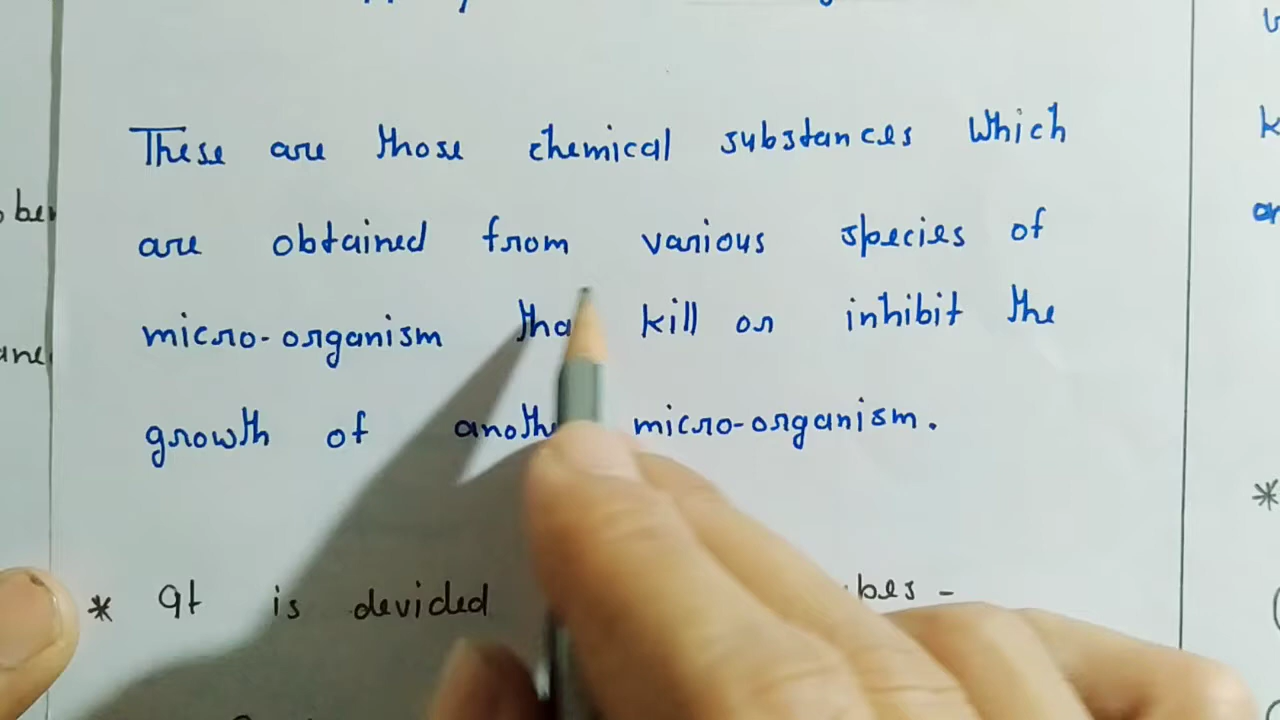 These are those chemical substances which
are obtained from various species of
micro-organism kill or inhibit the
growth of micro-organism.
* It is devided